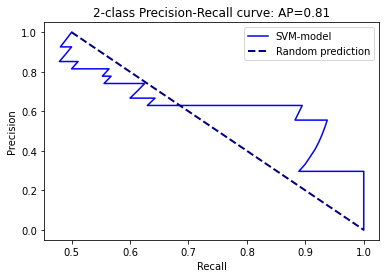 2-class Precision-Recall curve: AP=0.81
SVM-model
Random prediction
Precision
1.0
0.8
0.6
0.4
0.2
0.0
0.5
0.6
0.7
0.8
0.9
1.0
Recall